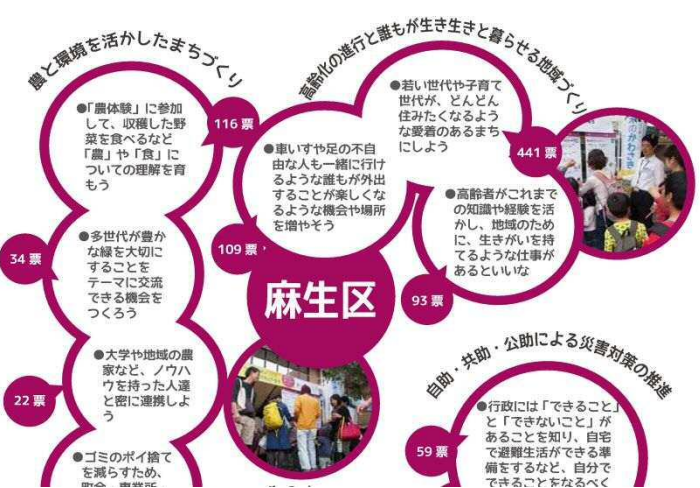 農と環境を活かしたまちづくり
●「農体験」に参加
して、収穫した野
菜を食べるなど
「農」や「食」に
ついての理解を育
もう
116 票
●多世代が豊か
な緑を大切に
することを
テーマに交流
できる機会を
つくろう
34 票
●大学や地域の農
家など、ノウハ
ウを持った人達
と密に連携しよ
う
22 票
●ゴミのポイ捨て
を減らすため、
町会・事業所
高齢化の進行と誰もが生き生きと暮らせる地域づくり
●車いすや足の不自
由な人も一緒に行け
るような誰もが外出
することが楽しくな
るような機会や場所
を増やそう
109 票
●若い世代や子育て
世代が、どんどん
住みたくなるよう
な愛着のあるまち
にしよう
441 票
●高齢者がこれまで
の知識や経験を活
かし、地域のため
に、生きがいを持
てるような仕事が
あるといいな
93 票
麻生区
自助・共助・公助による災害対策の推進
●行政には「できること」
と「できないこと」が
あることを知り、自宅
で避難生活ができる準
備をするなど、自分で
できることをなるべく
59 票